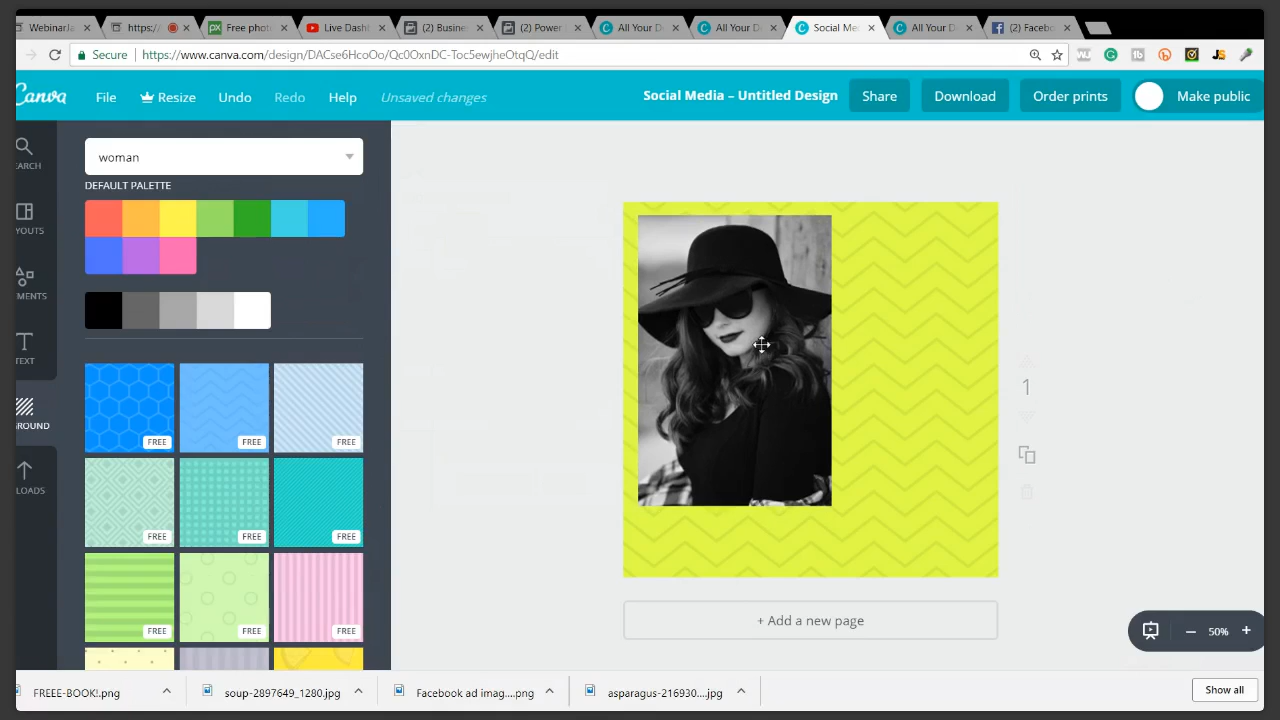 WebinarJa
https:/
Free phot
Live Dasht
(2) Busine
(2) Power
All Your D
All Your D
Social Me
All Your D
(2) Facebo
Secure
https://www.canva.com/design/DACse6HcoOo/Qc0OxnDC-Toc5ewjheOtqQ/edit
Canva
File
Resize
Undo
Redo
Help
Unsaved changes
Social Media – Untitled Design
Share
Download
Order prints
Make public
EARCH
YOUTS
MENTS
TEXT
ROUND
LOADS
woman
DEFAULT PALETTE
FREE
FREE
FREE
FREE
FREE
FREE
FREE
FREE
FREE
1
+ Add a new page
50%
FREEE-BOOK!.png
soup-2897649_1280.jpg
Facebook ad imag....png
asparagus-216930....jpg
Show all